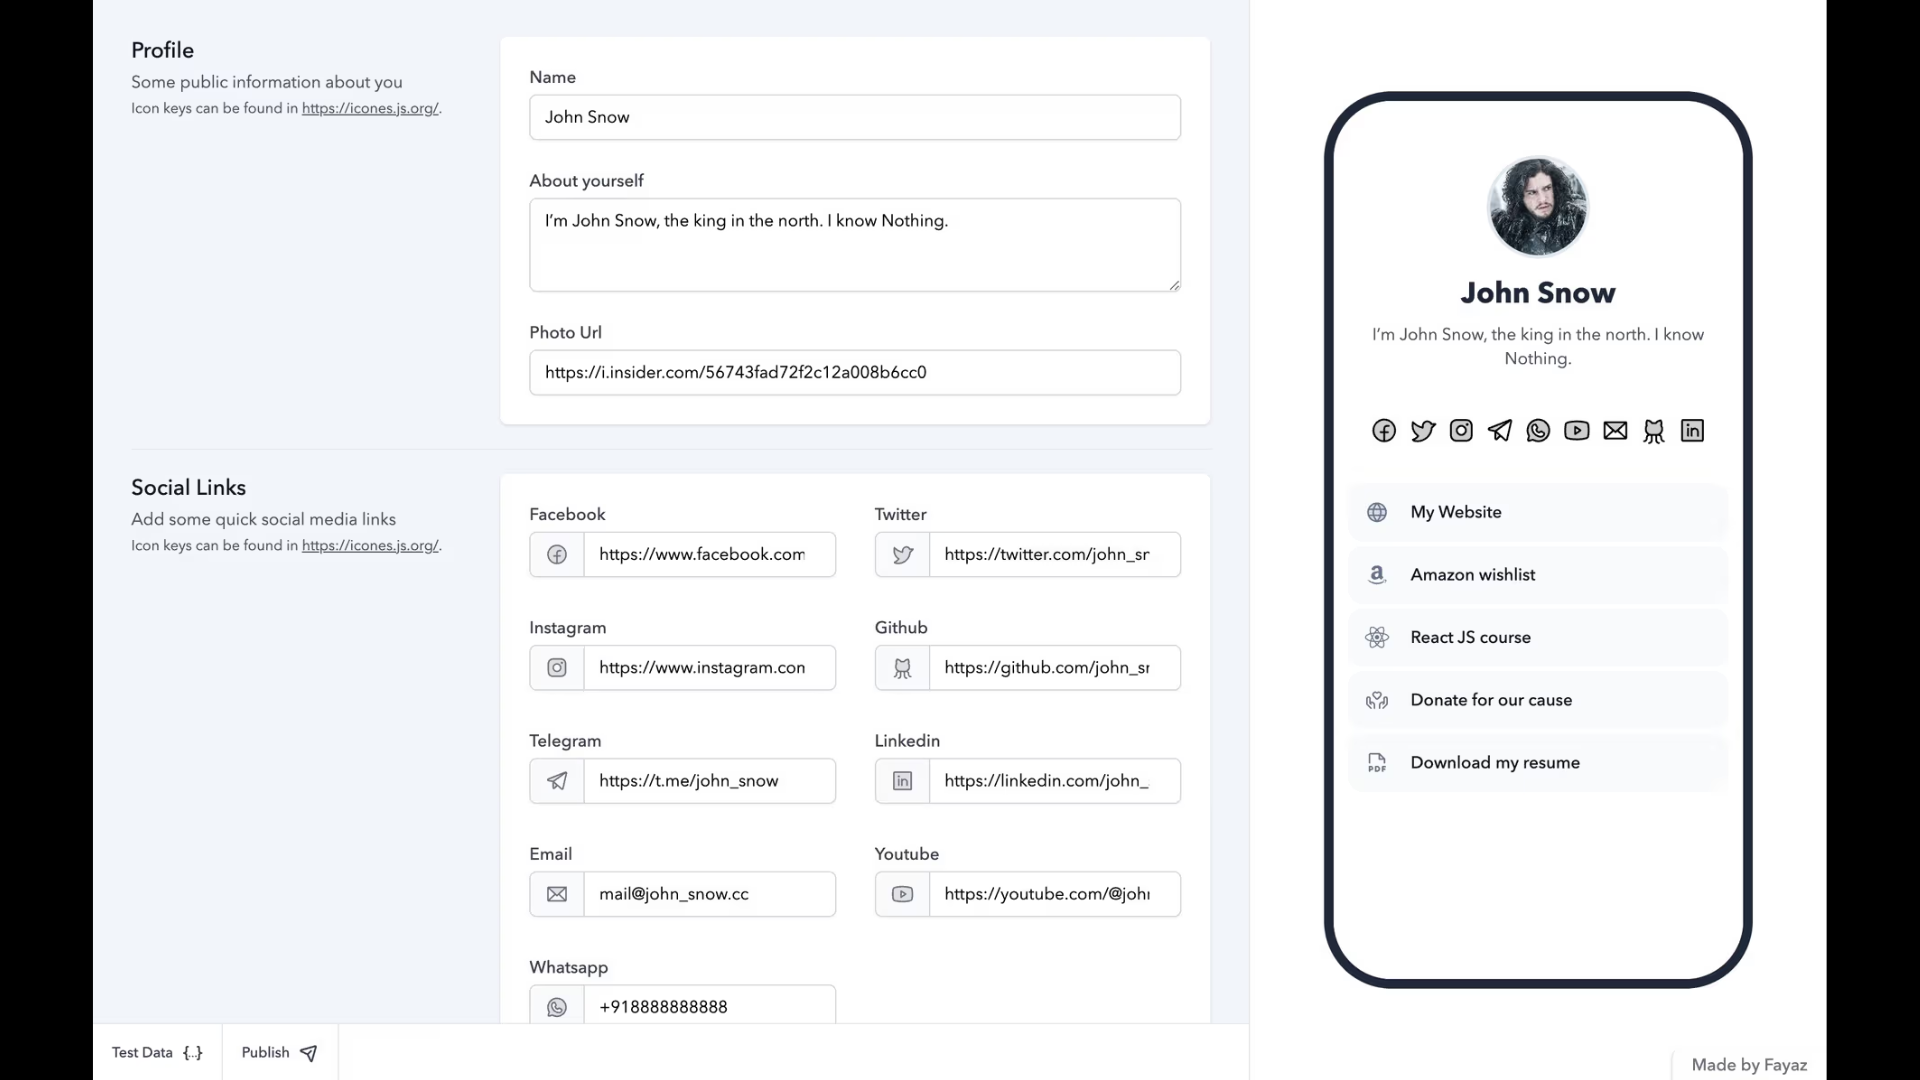 Profile
Some public information about you
Icon keys can be found in https://icones.js.org/.
Name
John Snow
About yourself
I'm John Snow, the king in the north. I know Nothing.
Photo Url
https://i.insider.com/56743fad72f2c12a008b6cc0
Social Links
Add some quick social media links
Icon keys can be found in https://icones.js.org/.
Facebook
https://www.facebook.com
Twitter
https://twitter.com/john_sn
Instagram
https://www.instagram.com
Github
https://github.com/john_sn
Telegram
https://t.me/john_snow
Linkedin
https://linkedin.com/john_
Email
mail@john_snow.cc
Youtube
https://youtube.com/@john
Whatsapp
+918888888888
Test Data {..}
Publish
John Snow
I'm John Snow, the king in the north. I know
Nothing.
My Website
Amazon wishlist
React JS course
Donate for our cause
PDF
Download my resume
Made by Fayaz